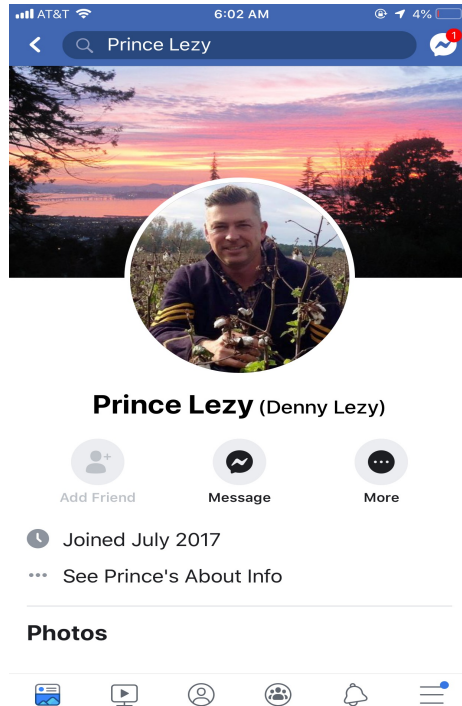 AT&T 6:02 AM 4%
Prince Lezy
1
Prince Lezy (Denny Lezy)
Add Friend Message More
Joined July 2017
See Prince's About Info
Photos